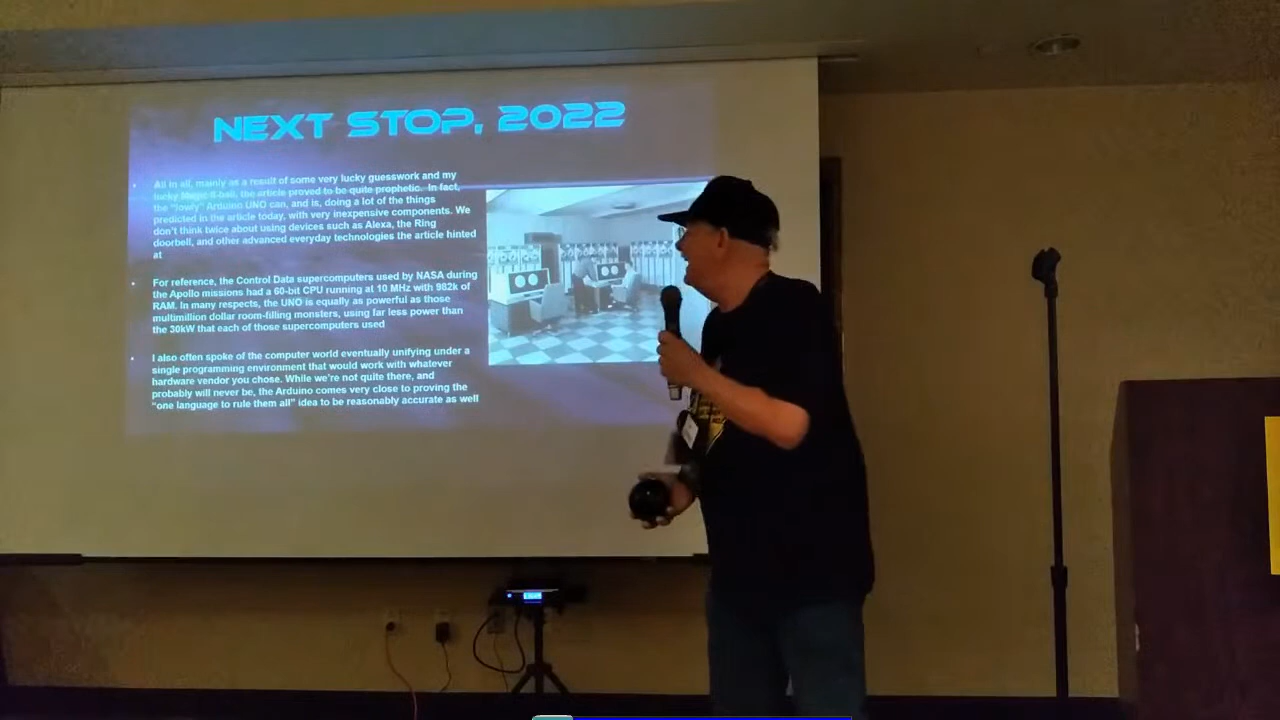 NEXT STOP, 2022
All in all, mainly as a result of some very lucky guesswork and my
lucky Magic 8-ball, the article proved to be quite prophetic. In fact,
the "lowly" Arduino UNO can, and is, doing a lot of the things
predicted in the article today, with very inexpensive components. We
don't think twice about using devices such as Alexa, the Ring
doorbell, and other advanced everyday technologies the article hinted
at
For reference, the Control Data supercomputers used by NASA during
the Apollo missions had a 60-bit CPU running at 10 MHz with 982k of
RAM. In many respects, the UNO is equally as powerful as those
multimillion dollar room-filling monsters, using far less power than
the 30kW that each of those supercomputers used
I also often spoke of the computer world eventually unifying under a
single programming environment that would work with whatever
hardware vendor you chose. While we're not quite there, and
probably will never be, the Arduino comes very close to proving the
"one language to rule them all" idea to be reasonably accurate as well